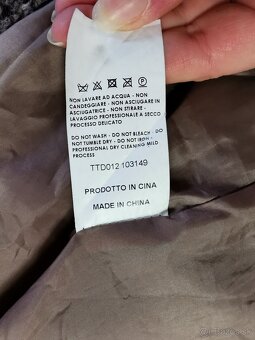 NON LAVARE AD ACQUA - NON
CANDEGGIARE - NON ASCIUGARE IN
ASCIUGATRICE - NON STIRARE -
LAVAGGIO PROFESSIONALE A SECCO
PROCESSO DELICATO
DO NOT WASH - DO NOT BLEACH - DO
NOT TUMBLE DRY - DO NOT IRON -
PROFESSIONAL DRY CLEANING MILD
PROCESS
TTD012 103149
PRODOTTO IN CINA
MADE IN CHINA